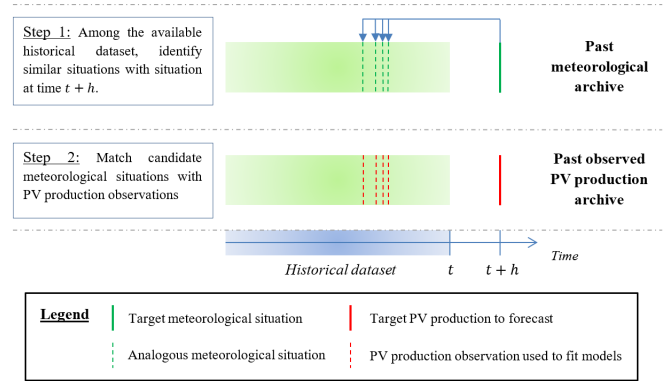 Step 1: Among the available
historical dataset, identify
similar situations with situation
at time t + h.
Past
meteorological
archive
Step 2: Match candidate
meteorological situations with
PV production observations
Past observed
PV production
archive
Historical dataset
t
t + h
Time
Legend
Target meteorological situation
Target PV production to forecast
Analogous meteorological situation
PV production observation used to fit models